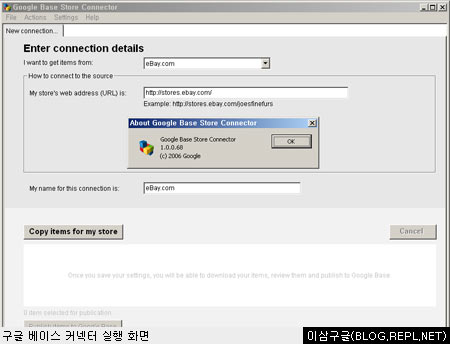 Google Base Store Connector
File Actions Settings Help
New connection...
Enter connection details
I want to get items from: eBay.com
How to connect to the source
My store's web address (URL) is: http://stores.ebay.com/
Example: http://stores.ebay.com/joesfinefurs
About Google Base Store Connector
Google Base Store Connector
1.0.0.68
(c) 2006 Google
OK
My name for this connection is: eBay.com
Copy items for my store
Cancel
Once you save your settings, you will be able to download your items, review them and publish to Google Base
0 item selected for publication
Publish items to Google Base
구글 베이스 커넥터 실행 화면
이삼구글(BLOG.REPL.NET)